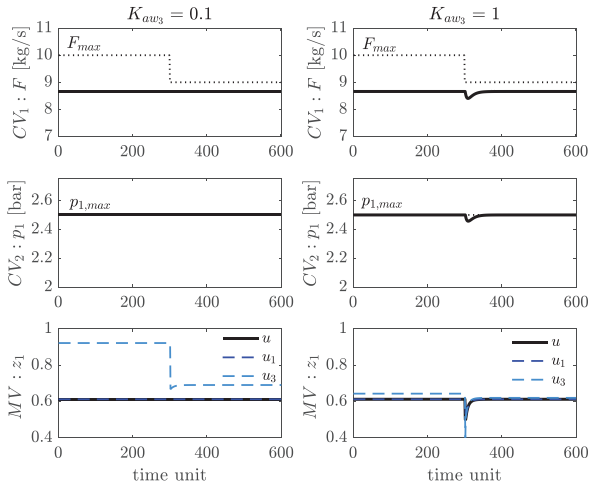 K_{aw_3} = 0.1
K_{aw_3} = 1
CV_1 : F [kg/s]
11
10
9
8
7
F_{max}
0 200 400 600
CV_1 : F [kg/s]
11
10
9
8
7
F_{max}
0 200 400 600
CV_2 : p_1 [bar]
2.6
2.4
2.2
2
p_{1,max}
0 200 400 600
CV_2 : p_1 [bar]
2.6
2.4
2.2
2
p_{1,max}
0 200 400 600
MV : z_1
1
0.8
0.6
0.4
u
u_1
u_3
0 200 400 600
time unit
MV : z_1
1
0.8
0.6
0.4
u
u_1
u_3
0 200 400 600
time unit